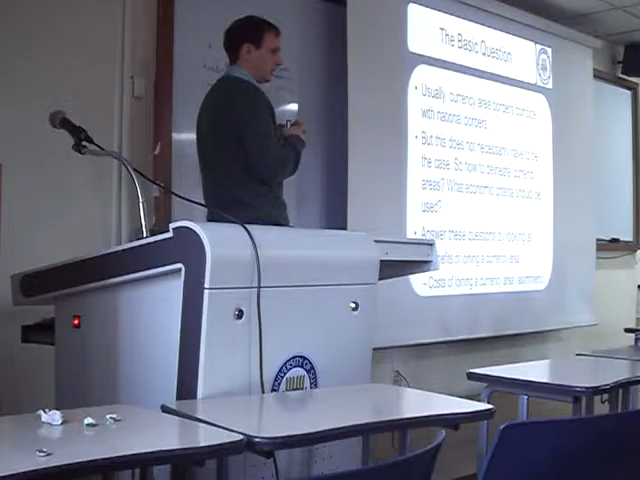 The Basic Question
• Usually, currency area borders coincide
with national borders
• But this does not necessarily have to be
the case. So how to delineate currency
areas? What economic criteria should be
used?
• Answer these questions by looking at
of joining a currency area
– Costs of joining a currency area
UNIVERSITY OF